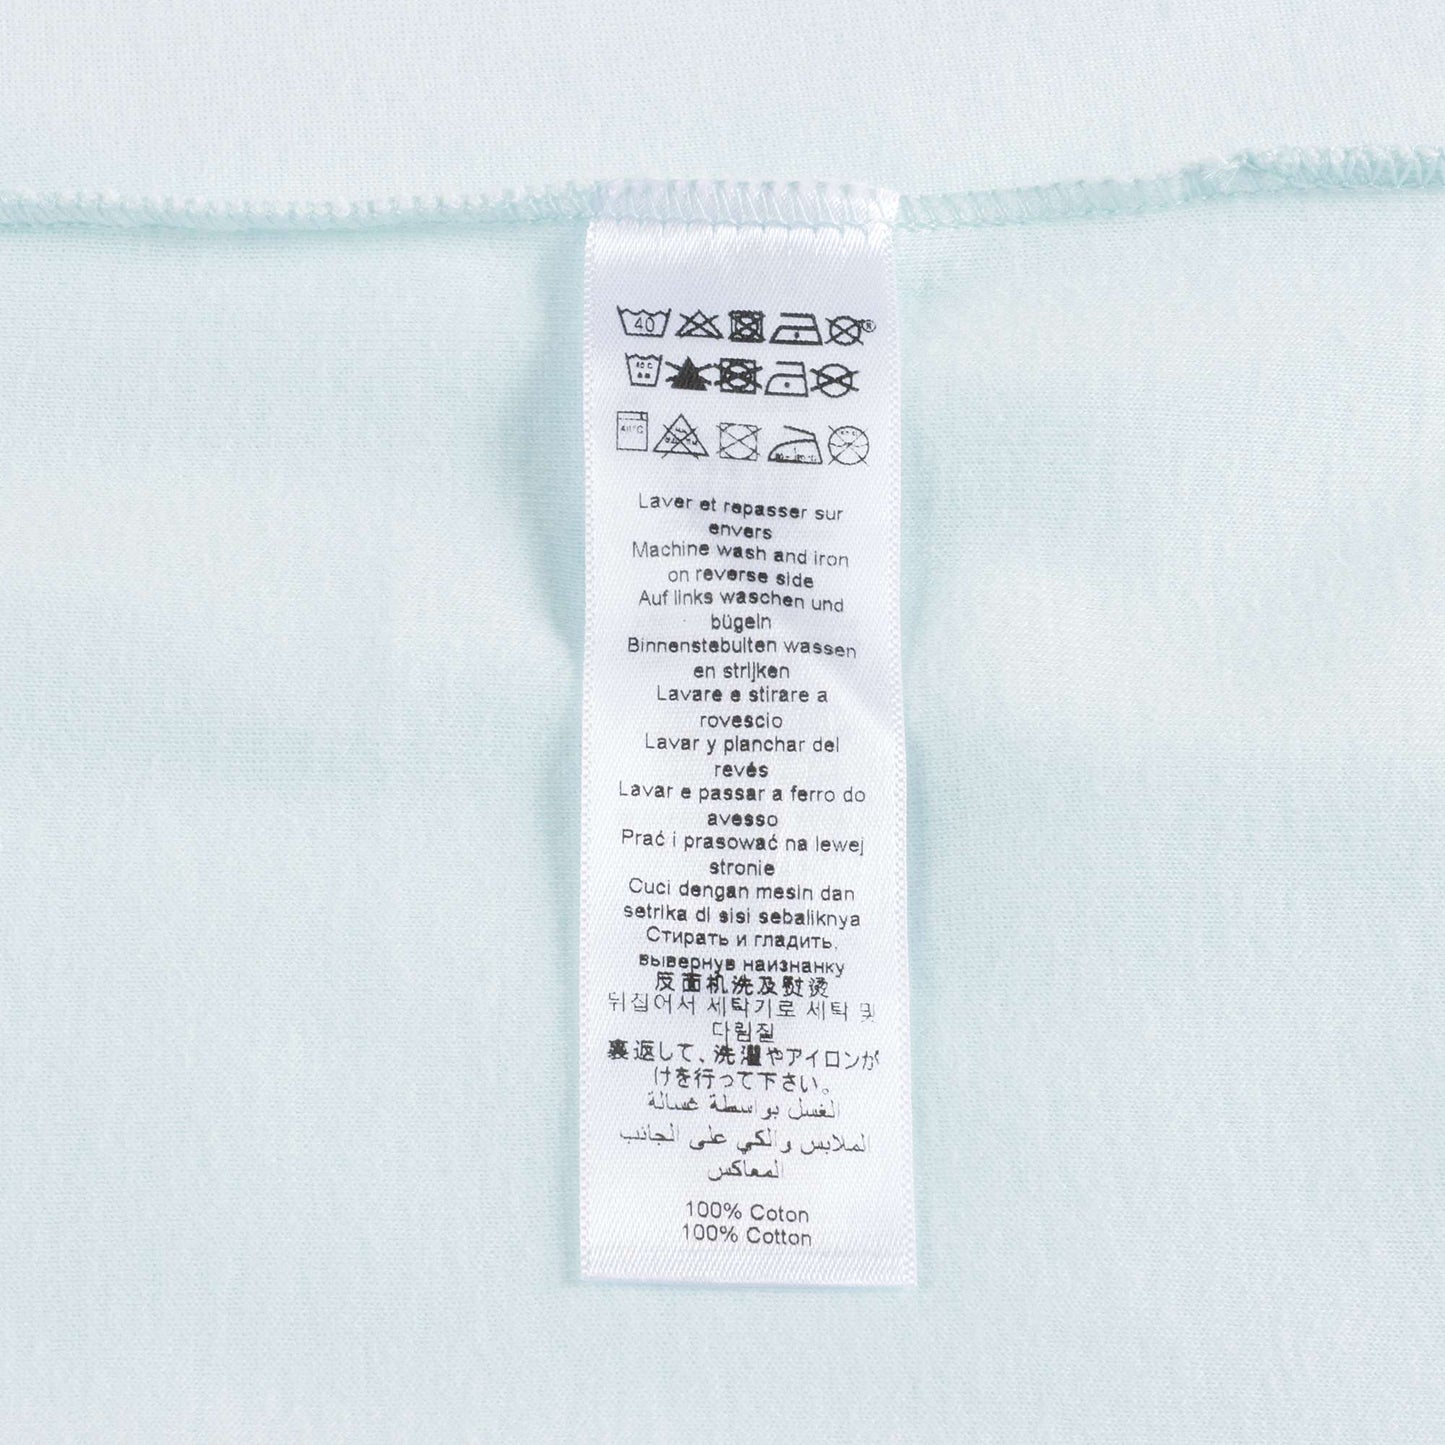 40
®
40 C
Laver et repasser sur
envers
Machine wash and iron
on reverse side
Auf links waschen und
bügeln
Binnenstebuiten wassen
en strijken
Lavare e stirare a
rovescio
Lavar y planchar del
revés
Lavar e passar a ferro do
avesso
Prać i prasować na lewej
stronie
Cuci dengan mesin dan
setrika di sisi sebaliknya
Стирать и гладить,
вывернув наизнанку
反面机洗及熨烫
뒤집어서 세탁기로 세탁 및
다림질
裏返して、洗濯やアイロンが
けを行って下さい。
الغسل بواسطة غسالة
الملابس والكي على الجانب
المعاكس
100% Coton
100% Cotton